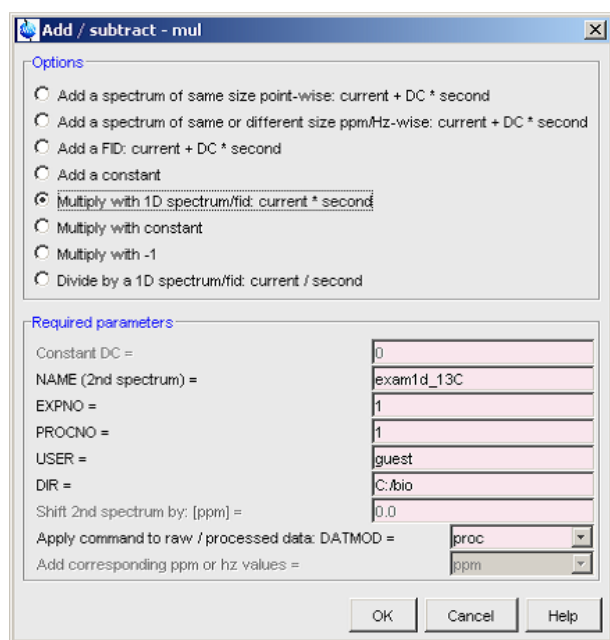 Add / subtract - mul
Options
Add a spectrum of same size point-wise: current + DC * second
Add a spectrum of same or different size ppm/Hz-wise: current + DC * second
Add a FID: current + DC * second
Add a constant
Multiply with 1D spectrum/fid: current * second
Multiply with constant
Multiply with -1
Divide by a 1D spectrum/fid: current / second
Required parameters
Constant DC = 0
NAME (2nd spectrum) = exam1d_13C
EXPNO = 1
PROCNO = 1
USER = guest
DIR = C:/bio
Shift 2nd spectrum by: [ppm] = 0.0
Apply command to raw / processed data: DATMOD = proc
Add corresponding ppm or hz values = ppm
OK Cancel Help